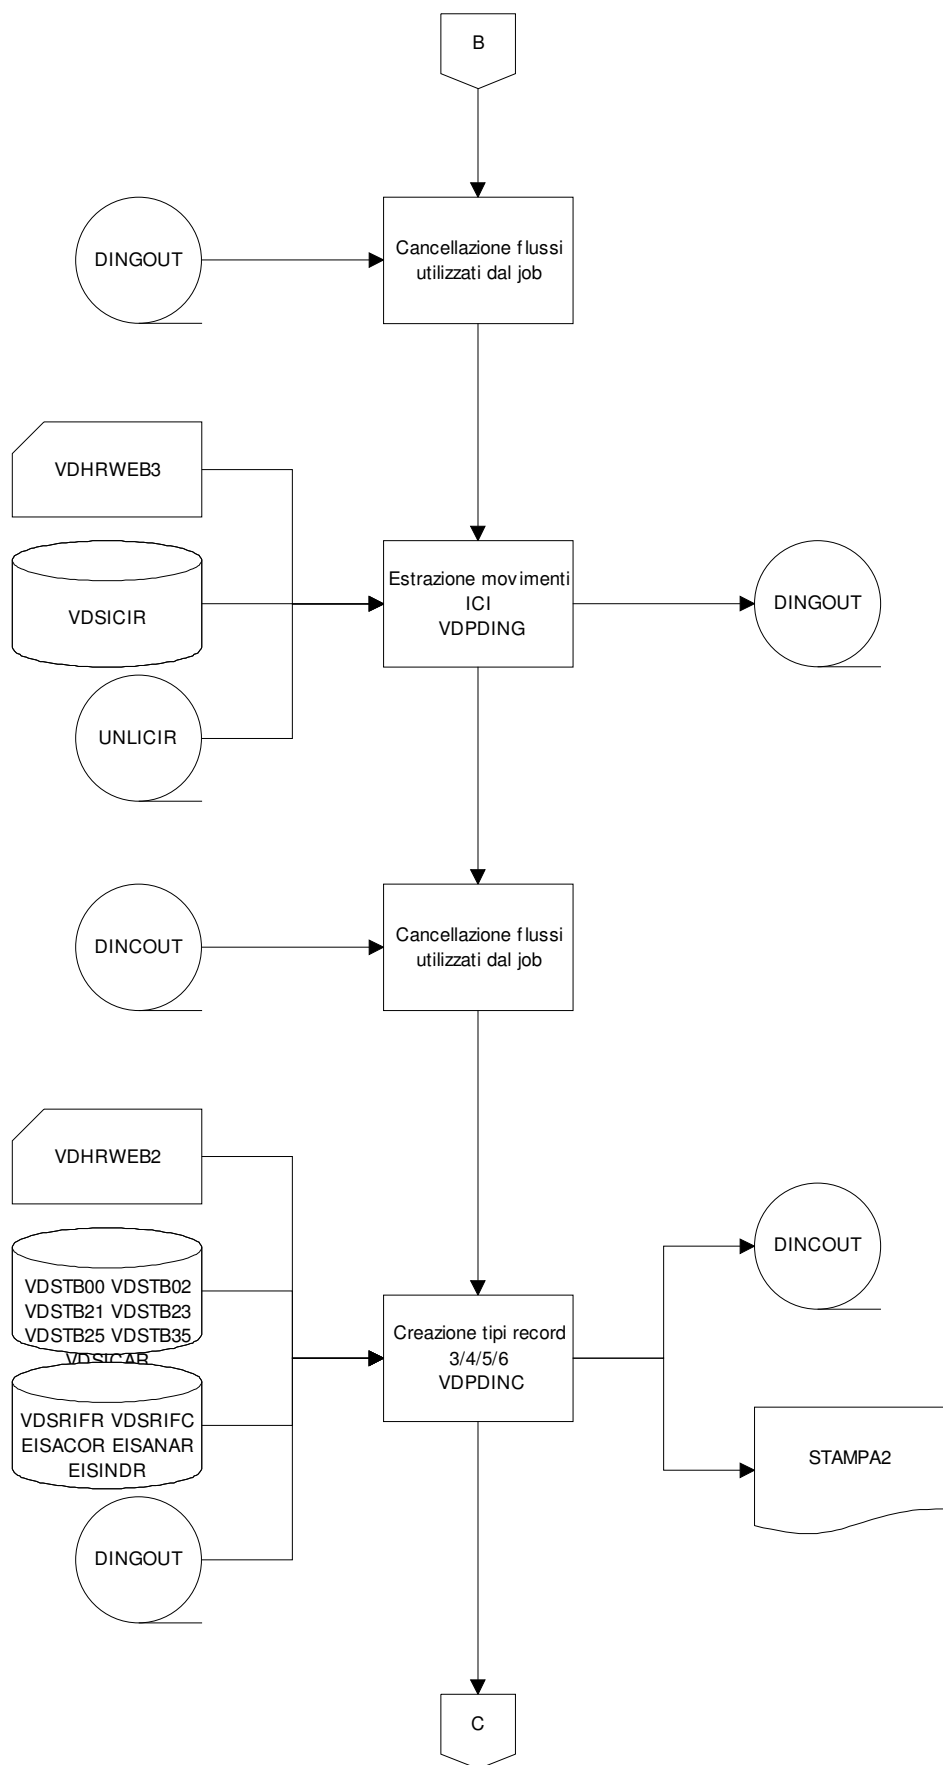 B
DINGOUT
Cancellazione flussi
utilizzati dal job
VDHRWEB3
VDSICIR
UNLICIR
Estrazione movimenti
ICI
VDPDING
DINGOUT
DINCOUT
Cancellazione flussi
utilizzati dal job
VDHRWEB2
VDSTB00 VDSTB02
VDSTB21 VDSTB23
VDSTB25 VDSTB35
VDSICAR
VDSRIFR VDSRIFC
EISACOR EISANAR
EISINDR
DINGOUT
Creazione tipi record
3/4/5/6
VDPDINC
DINCOUT
STAMPA2
C